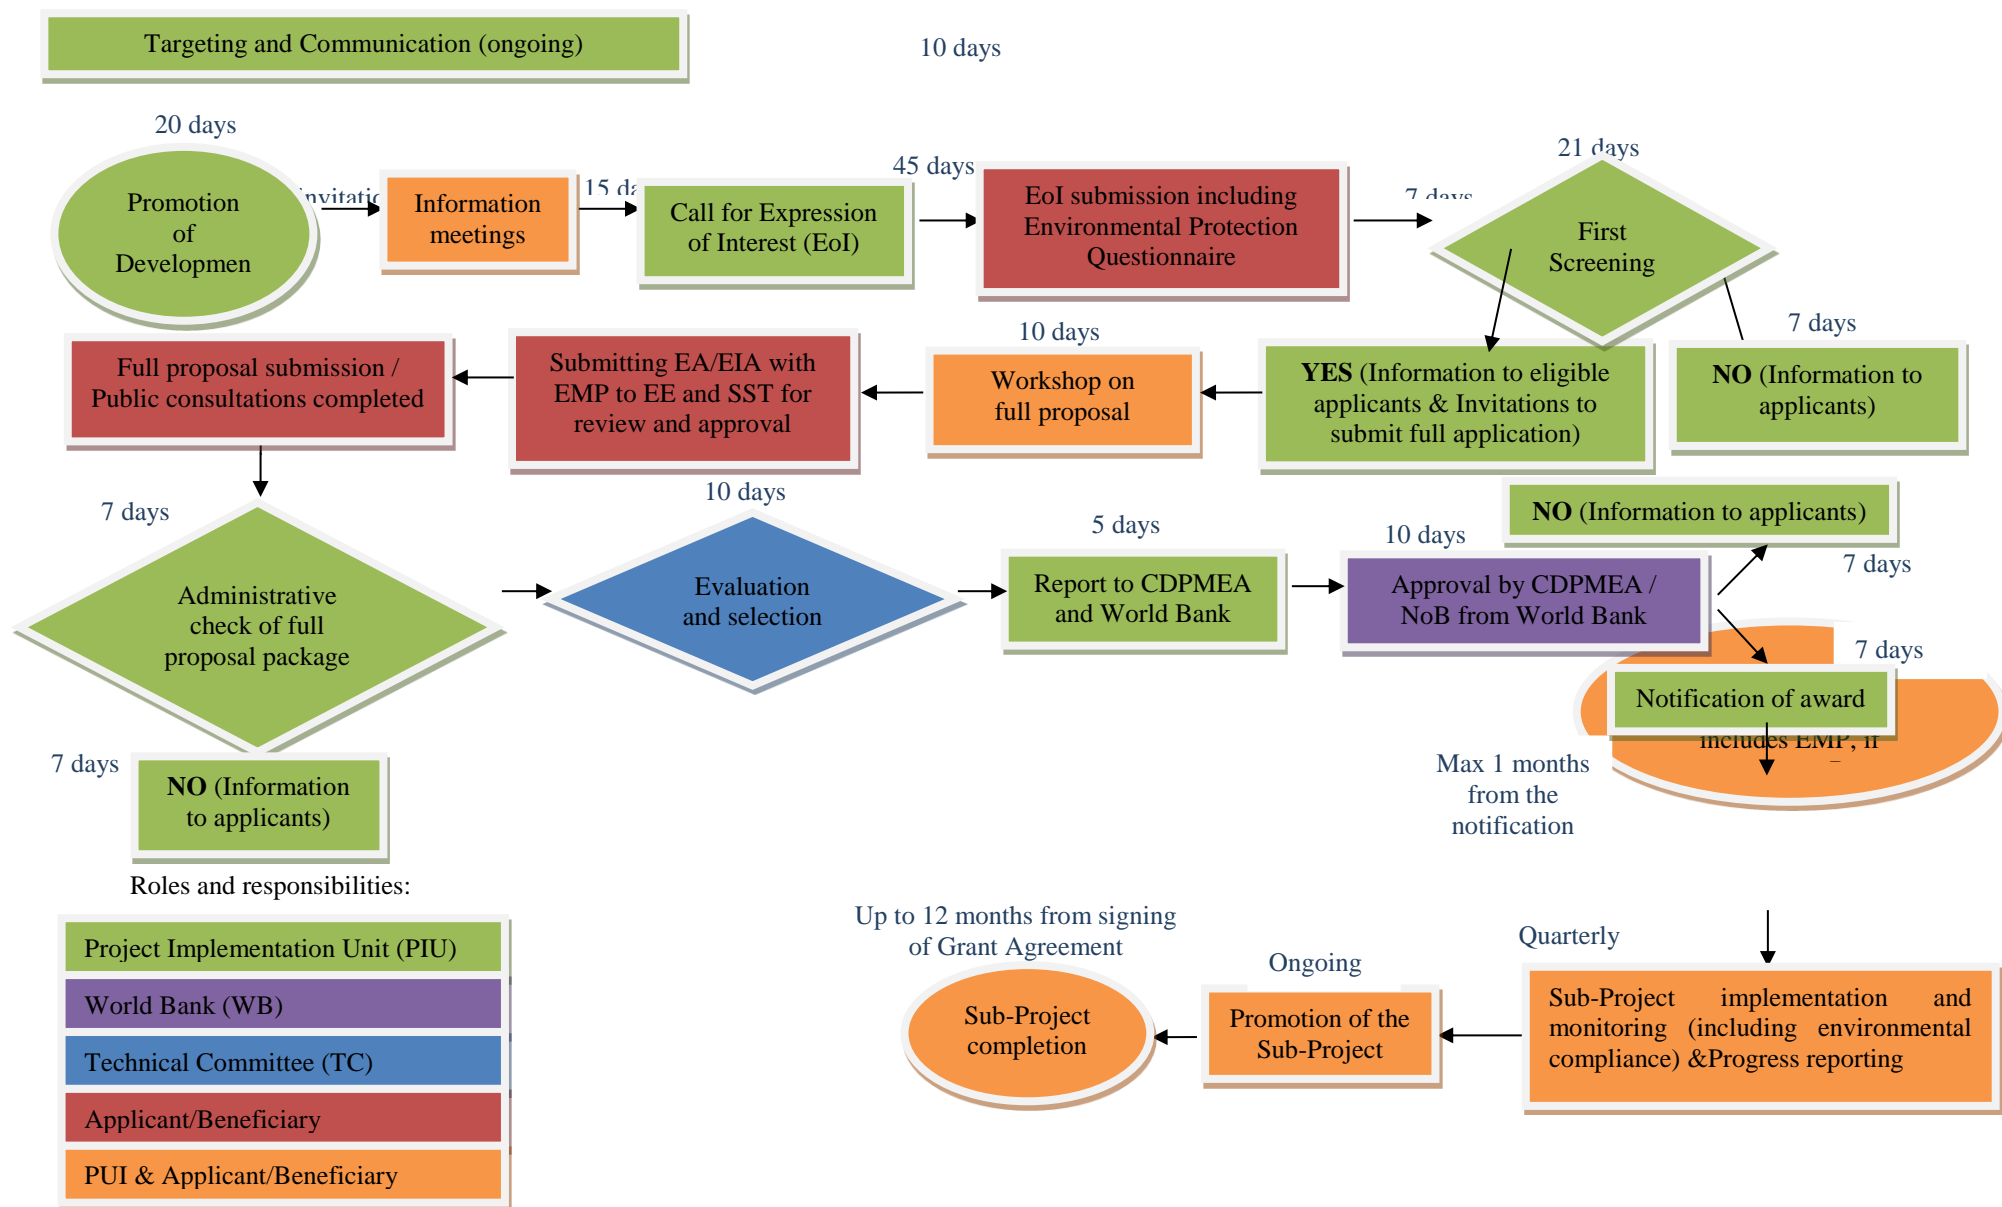 Targeting and Communication (ongoing)
10 days
20 days
Promotion
of
Developmen
Information
meetings
15
Call for Expression
of Interest (EoI)
45 days
EoI submission including
Environmental Protection
Questionnaire
7 days
21 days
First
Screening
Full proposal submission /
Public consultations completed
Submitting EA/EIA with
EMP to EE and SST for
review and approval
10 days
Workshop on
full proposal
YES (Information to eligible
applicants & Invitations to
submit full application)
7 days
NO (Information to
applicants)
7 days
Administrative
check of full
proposal package
10 days
Evaluation
and selection
5 days
Report to CDPMEA
and World Bank
10 days
Approval by CDPMEA /
NoB from World Bank
NO (Information to applicants)
7 days
7 days
Notification of award
includes EMP, if
Max 1 months
from the
notification
7 days
NO (Information
to applicants)
Roles and responsibilities:
Project Implementation Unit (PIU)
World Bank (WB)
Technical Committee (TC)
Applicant/Beneficiary
PUI & Applicant/Beneficiary
Up to 12 months from signing
of Grant Agreement
Sub-Project
completion
Ongoing
Promotion of the
Sub-Project
Quarterly
Sub-Project implementation and
monitoring (including environmental
compliance) &Progress reporting